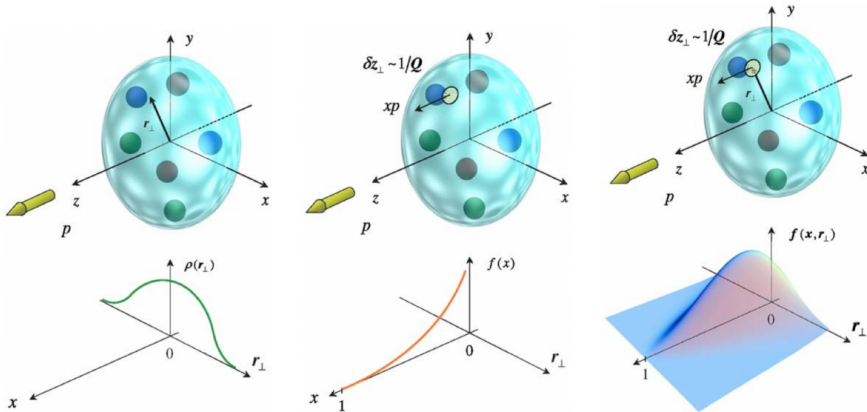 y
r⊥
z
x
p
ρ(r⊥)
0
r⊥
x
y
δz⊥ ~ 1/Q
xp
z
x
p
f(x)
0
r⊥
x
1
y
δz⊥ ~ 1/Q
xp
r⊥
z
x
p
f(x, r⊥)
0
r⊥
1
x